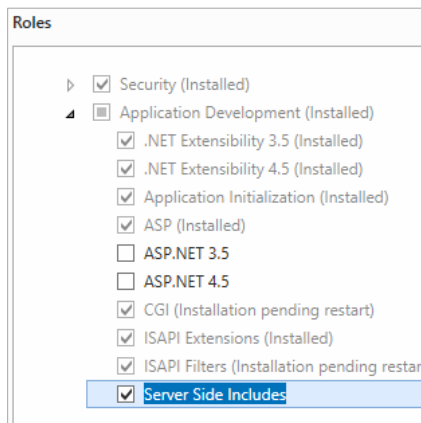 Roles
Security (Installed)
Application Development (Installed)
.NET Extensibility 3.5 (Installed)
.NET Extensibility 4.5 (Installed)
Application Initialization (Installed)
ASP (Installed)
ASP.NET 3.5
ASP.NET 4.5
CGI (Installation pending restart)
ISAPI Extensions (Installed)
ISAPI Filters (Installation pending restar
Server Side Includes